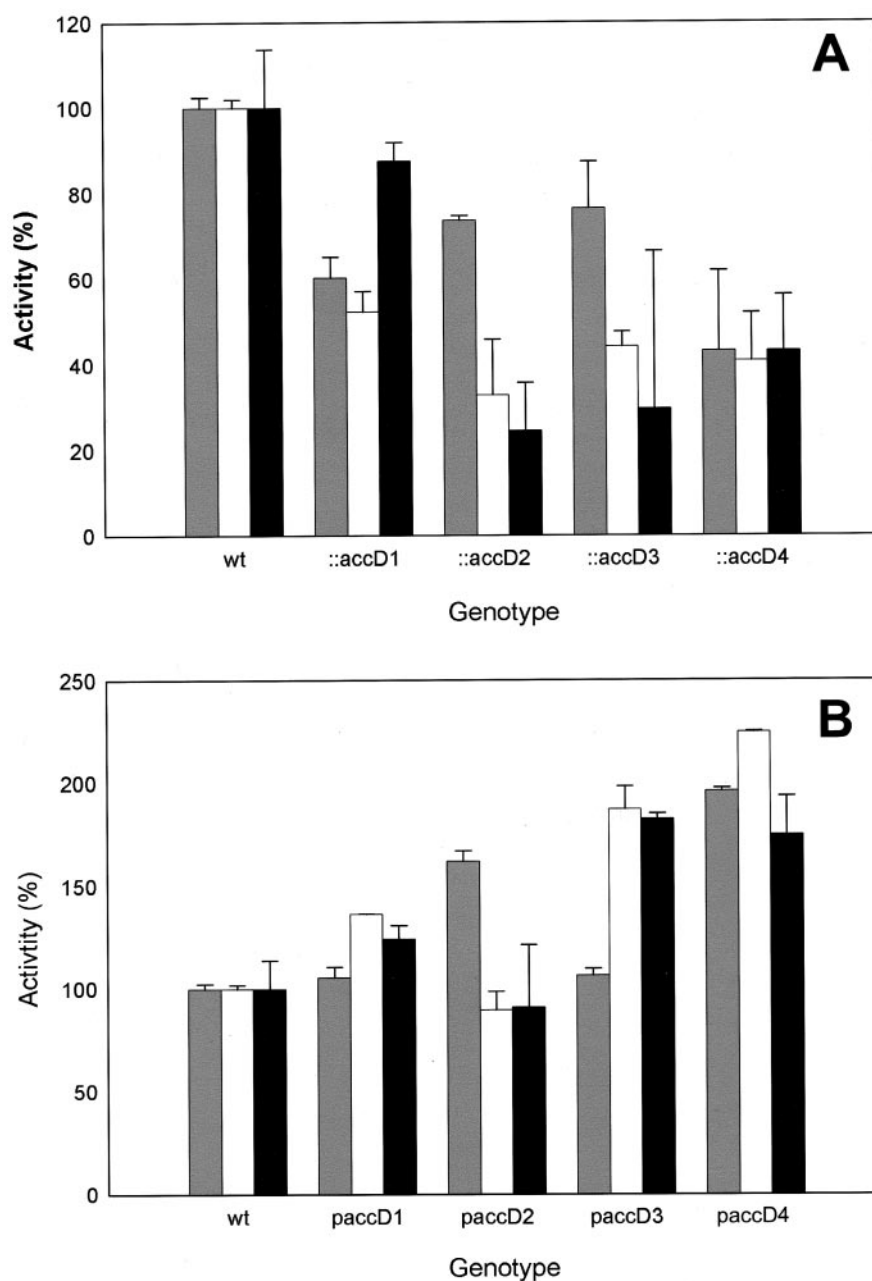 A
120
100
80
60
40
20
0
Activity (%)
wt ::accD1 ::accD2 ::accD3 ::accD4
Genotype
B
250
200
150
100
50
0
Activtity (%)
wt paccD1 paccD2 paccD3 paccD4
Genotype